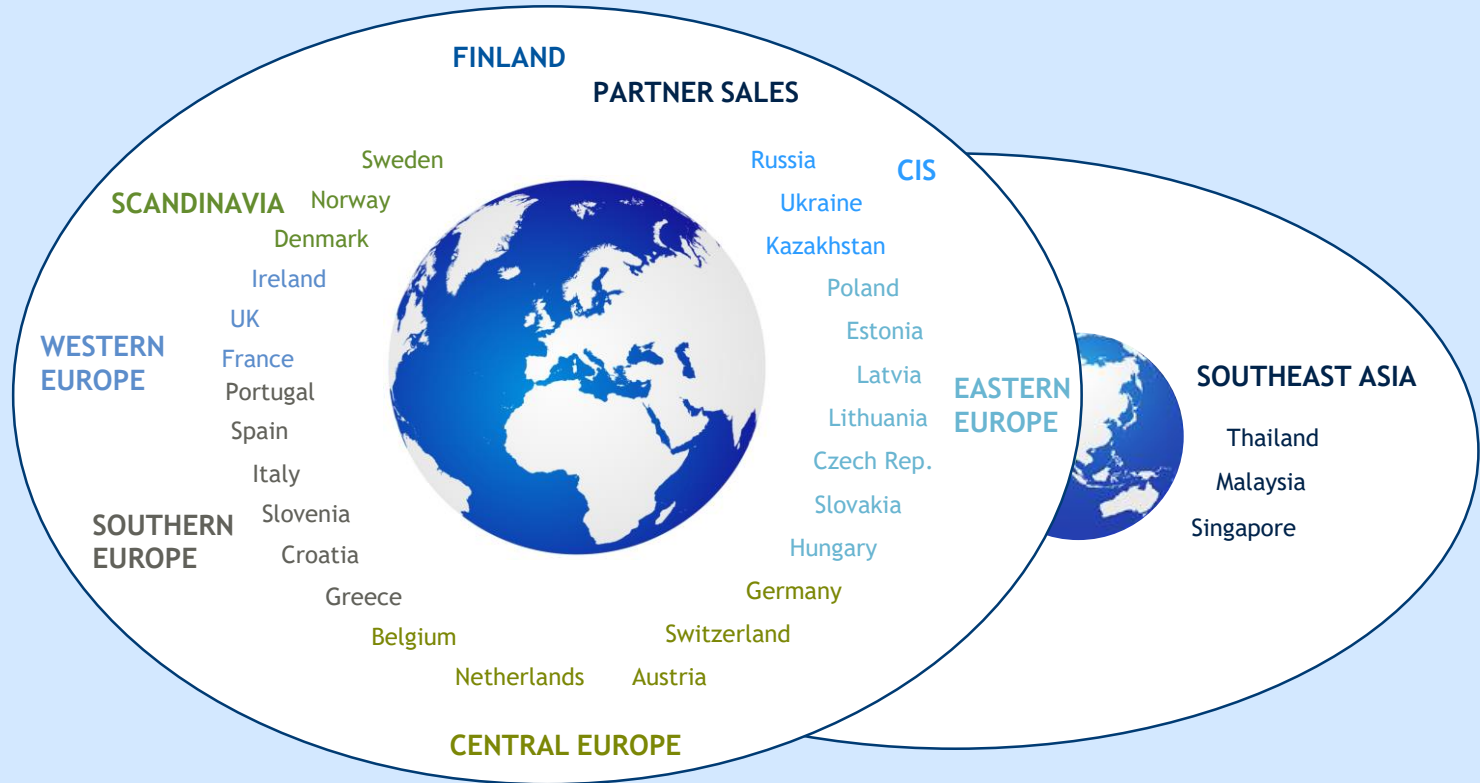 FINLAND
PARTNER SALES
SCANDINAVIA
Sweden
Norway
Denmark
WESTERN
EUROPE
Ireland
UK
France
SOUTHERN
EUROPE
Portugal
Spain
Italy
Slovenia
Croatia
Greece
CENTRAL EUROPE
Belgium
Netherlands
Austria
Switzerland
Germany
CIS
Russia
Ukraine
Kazakhstan
EASTERN
EUROPE
Poland
Estonia
Latvia
Lithuania
Czech Rep.
Slovakia
Hungary
SOUTHEAST ASIA
Thailand
Malaysia
Singapore